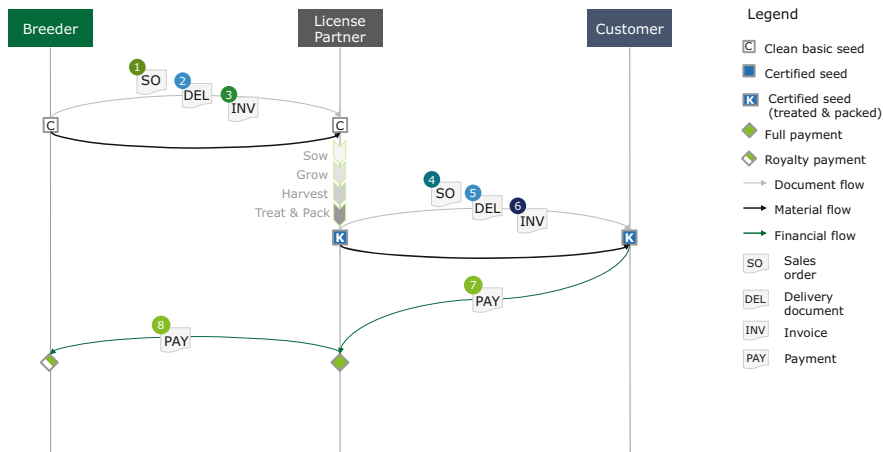 Breeder
License
Partner
Customer
Legend
1
SO
2
DEL
3
INV
C
C
Sow
Grow
Harvest
Treat & Pack
4
SO
5
DEL
6
INV
K
K
7
PAY
8
PAY
C
Clean basic seed
Certified seed
K
Certified seed
(treated & packed)
Full payment
Royalty payment
Document flow
Material flow
Financial flow
SO
Sales
order
DEL
Delivery
document
INV
Invoice
PAY
Payment